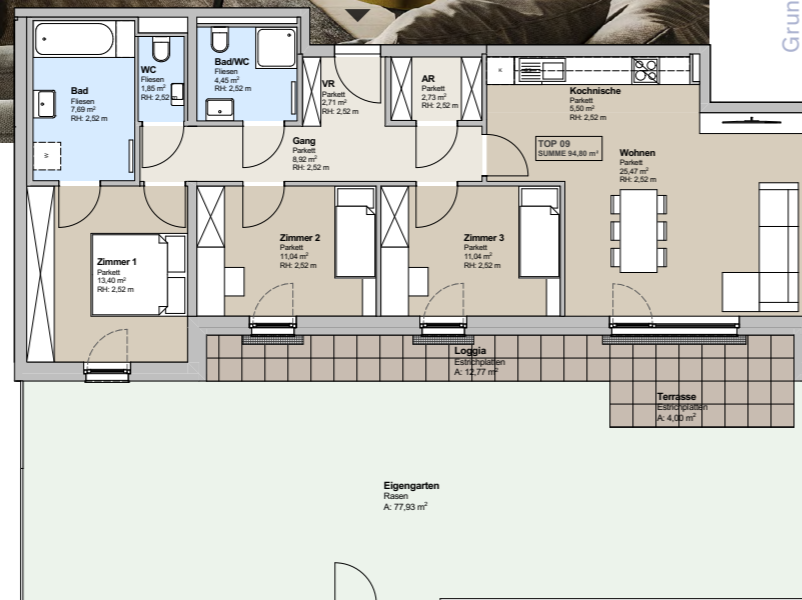 Grun
Bad
Fliesen
7,69 m²
RH: 2,52 m
W
WC
Fliesen
1,85 m²
RH: 2,52 m
Bad/WC
Fliesen
4,45 m²
RH: 2,52 m
VR
Parkett
2,71 m²
RH: 2,52 m
AR
Parkett
2,73 m²
RH: 2,52 m
K
Kochnische
Parkett
5,50 m²
RH: 2,52 m
Gang
Parkett
8,92 m²
RH: 2,52 m
TOP 09
SUMME 94,80 m²
Wohnen
Parkett
25,47 m²
RH: 2,52 m
Zimmer 1
Parkett
13,40 m²
RH: 2,52 m
Zimmer 2
Parkett
11,04 m²
RH: 2,52 m
Zimmer 3
Parkett
11,04 m²
RH: 2,52 m
Loggia
Estrichplatten
A: 12,77 m²
Terrasse
Estrichplatten
A: 4,00 m²
Eigengarten
Rasen
A: 77,93 m²